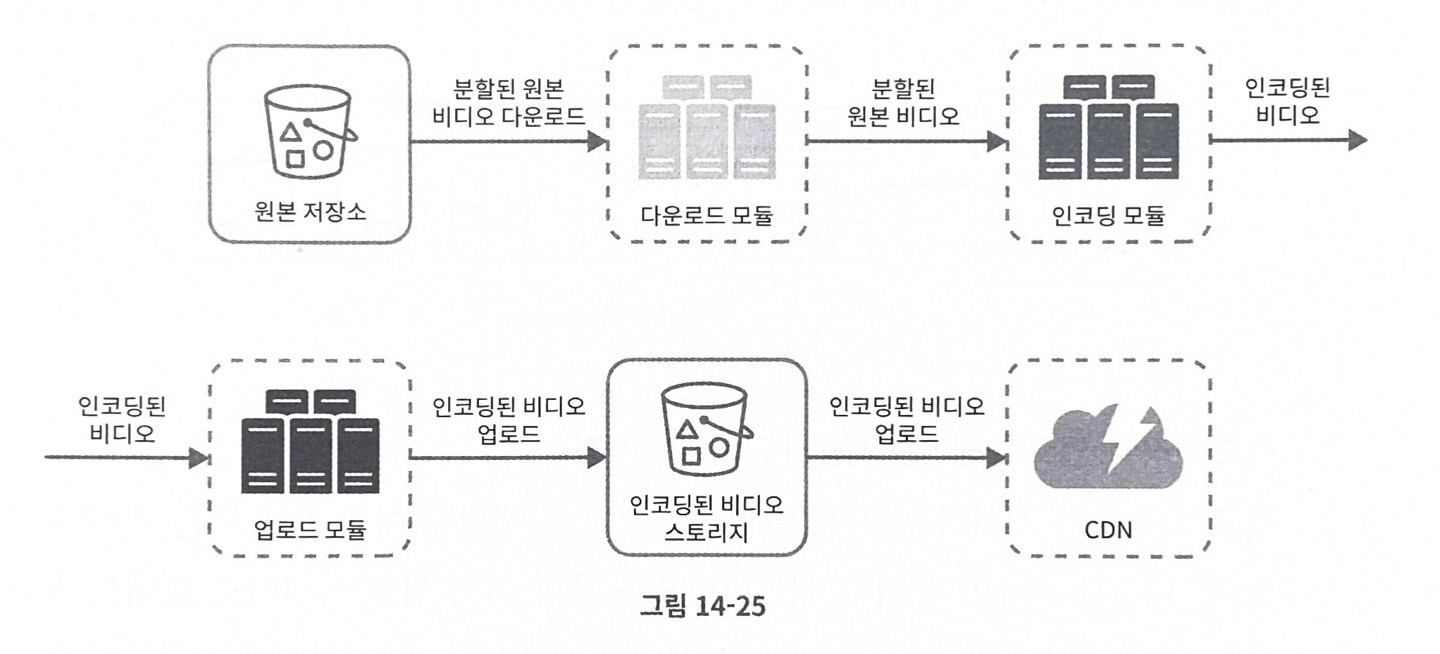 분할된 원본
비디오 다운로드
분할된
원본 비디오
인코딩된
비디오
원본 저장소
다운로드 모듈
인코딩 모듈
인코딩된
비디오
인코딩된 비디오
업로드
인코딩된 비디오
업로드
업로드 모듈
인코딩된 비디오
스토리지
CDN
그림 14-25